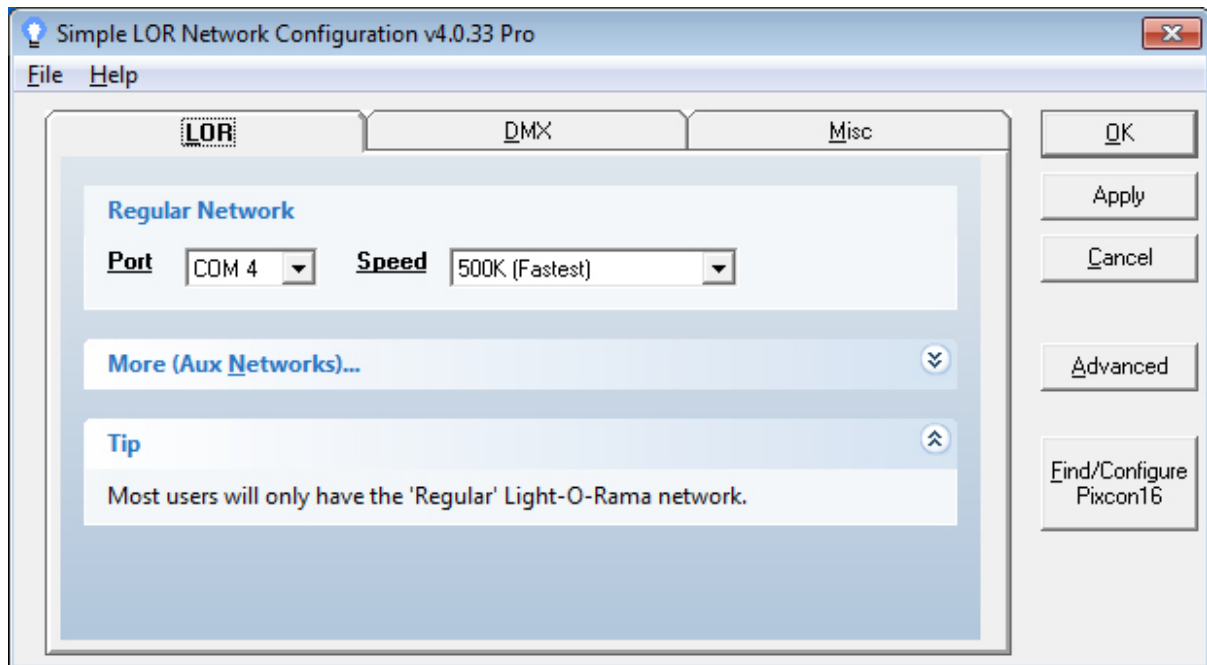 Simple LOR Network Configuration v4.0.33 Pro
File Help
LOR DMX Misc
OK
Apply
Cancel
Advanced
Find/Configure
Pixcon16
Regular Network
Port COM 4 Speed 500K (Fastest)
More (Aux Networks)...
Tip
Most users will only have the 'Regular' Light-O-Rama network.